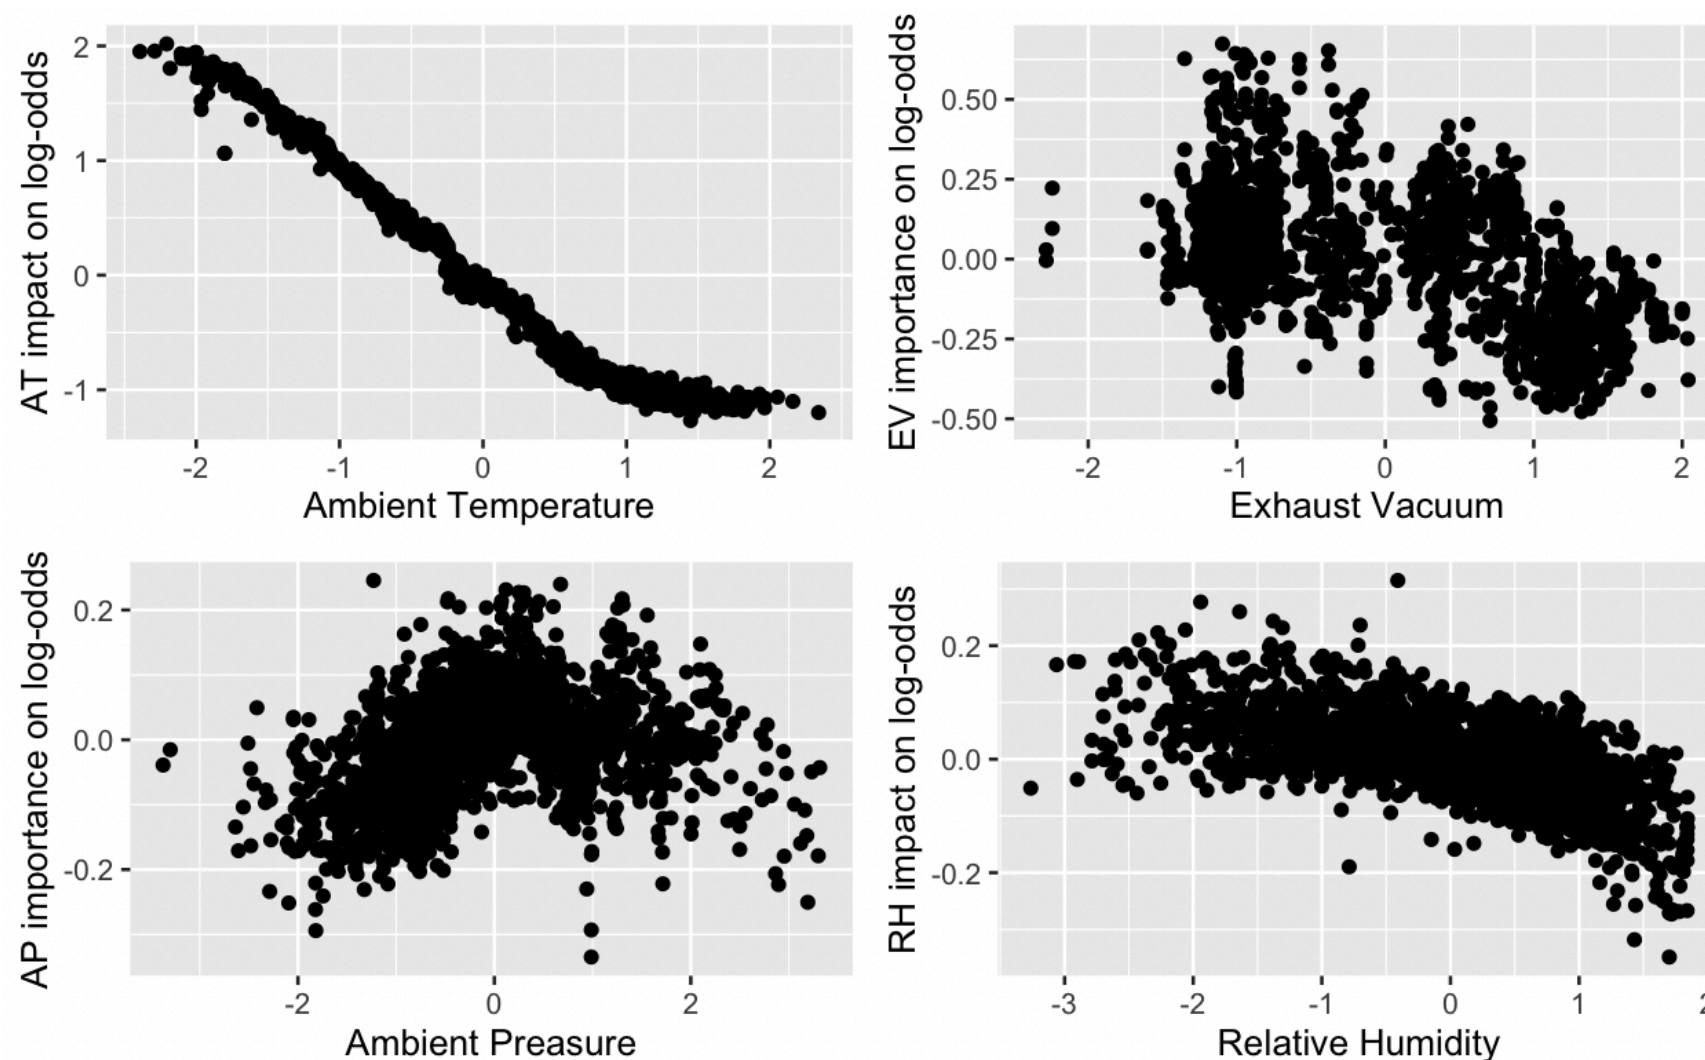 AT impact on log-odds
2
1
0
-1
-2 -1 0 1 2
Ambient Temperature
EV importance on log-odds
0.50
0.25
0.00
-0.25
-0.50
-2 -1 0 1 2
Exhaust Vacuum
AP importance on log-odds
0.2
0.0
-0.2
-2 0 2
Ambient Preasure
RH impact on log-odds
0.2
0.0
-0.2
-3 -2 -1 0 1 2
Relative Humidity